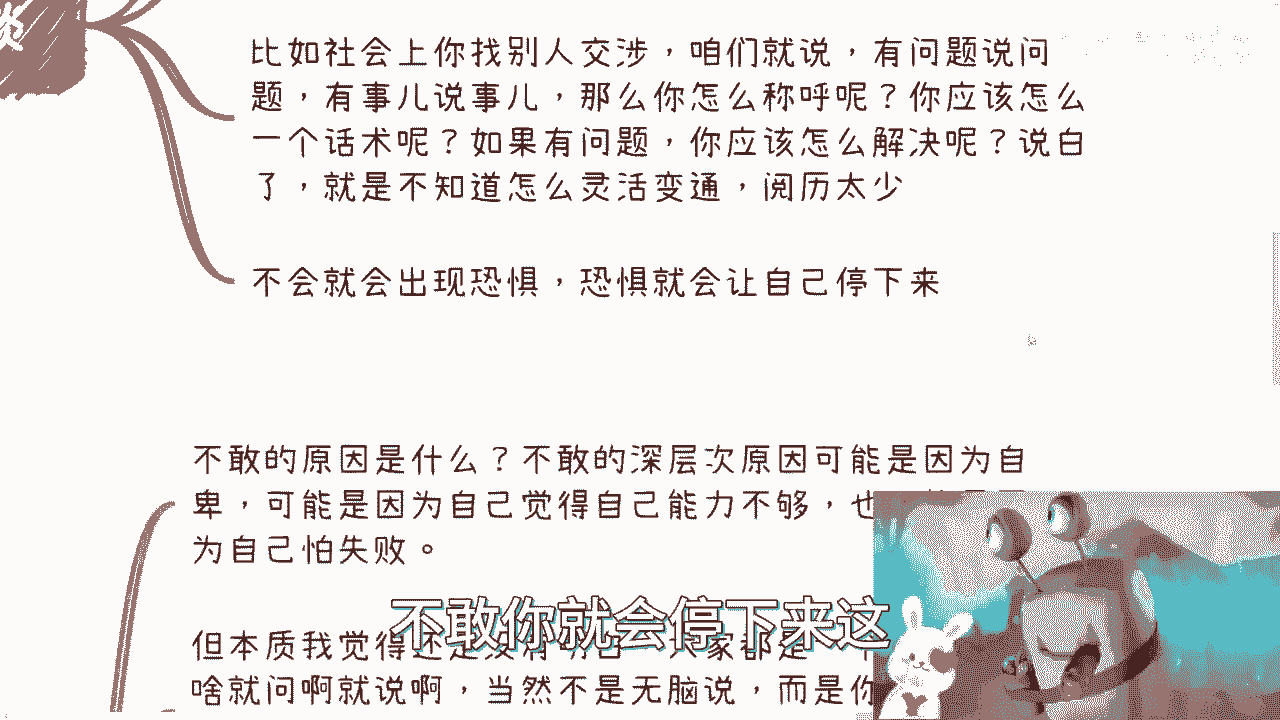 谈
比如社会上你找别人交涉，咱们就说，有问题说问
题，有事儿说事儿，那么你怎么称呼呢？你应该怎么
一个话术呢？如果有问题，你应该怎么解决呢？说白
了，就是不知道怎么灵活变通，阅历太少
不会就会出现恐惧，恐惧就会让自己停下来
不敢的原因是什么？不敢的深层次原因可能是因为自
卑，可能是因为自己觉得自己能力不够，也
为自己怕失败。
但本质我觉得还是没有明白
啥就问啊就说啊，当然不是无脑说，而是你
不敢你就会停下来这